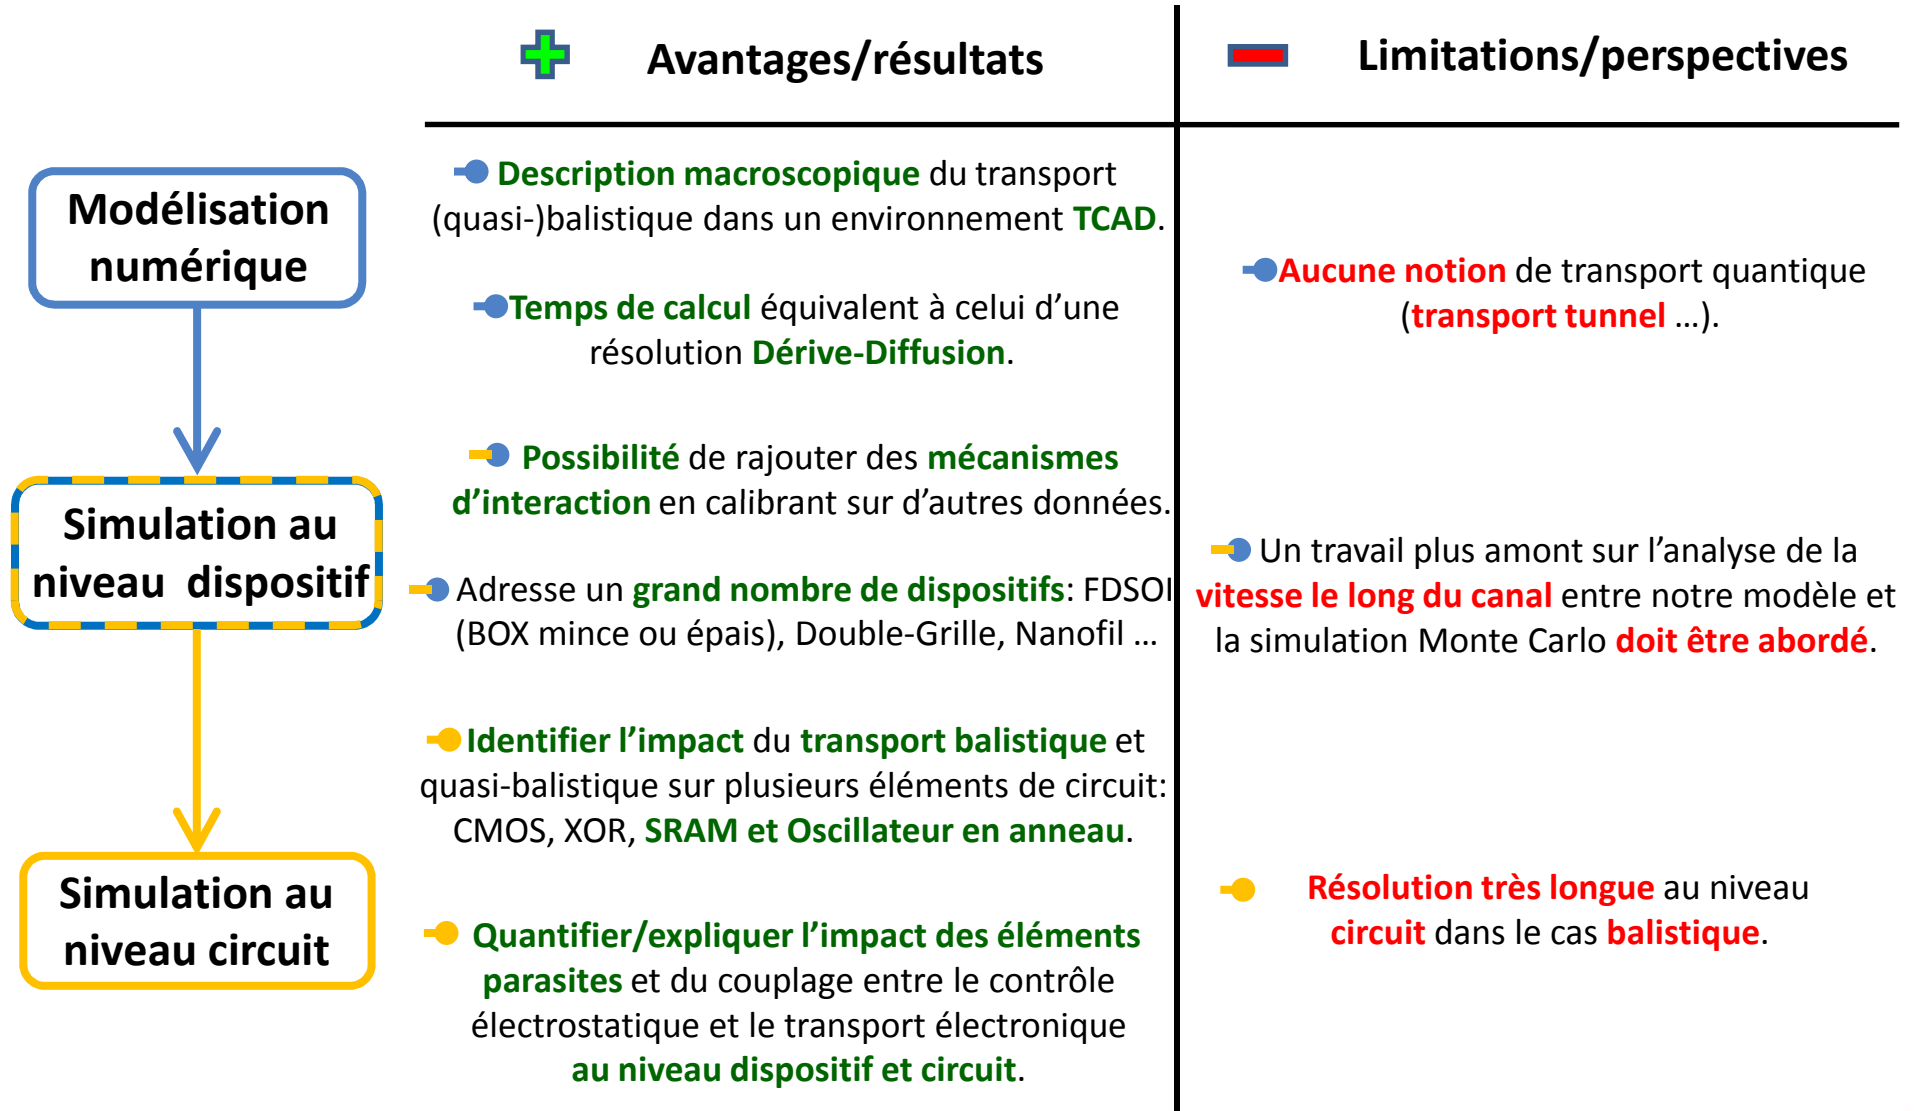 Avantages/résultats
Limitations/perspectives
Modélisation
numérique
Simulation au
niveau dispositif
Simulation au
niveau circuit
Description macroscopique du transport
(quasi-)balistique dans un environnement TCAD.
Temps de calcul équivalent à celui d’une
résolution Dérive-Diffusion.
Possibilité de rajouter des mécanismes
d’interaction en calibrant sur d’autres données.
Adresse un grand nombre de dispositifs: FDSOI
(BOX mince ou épais), Double-Grille, Nanofil ...
Identifier l’impact du transport balistique et
quasi-balistique sur plusieurs éléments de circuit:
CMOS, XOR, SRAM et Oscillateur en anneau.
Quantifier/expliquer l’impact des éléments
parasites et du couplage entre le contrôle
électrostatique et le transport électronique
au niveau dispositif et circuit.
Aucune notion de transport quantique
(transport tunnel ...).
Un travail plus amont sur l’analyse de la
vitesse le long du canal entre notre modèle et
la simulation Monte Carlo doit être abordé.
Résolution très longue au niveau
circuit dans le cas balistique.